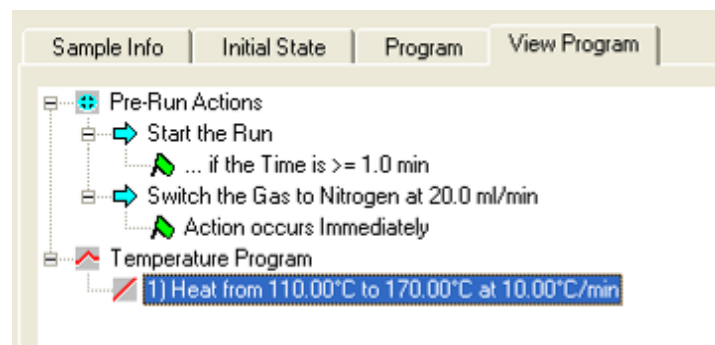 Sample Info Initial State Program View Program
Pre-Run Actions
Start the Run
... if the Time is >= 1.0 min
Switch the Gas to Nitrogen at 20.0 ml/min
Action occurs Immediately
Temperature Program
1) Heat from 110.00°C to 170.00°C at 10.00°C/min